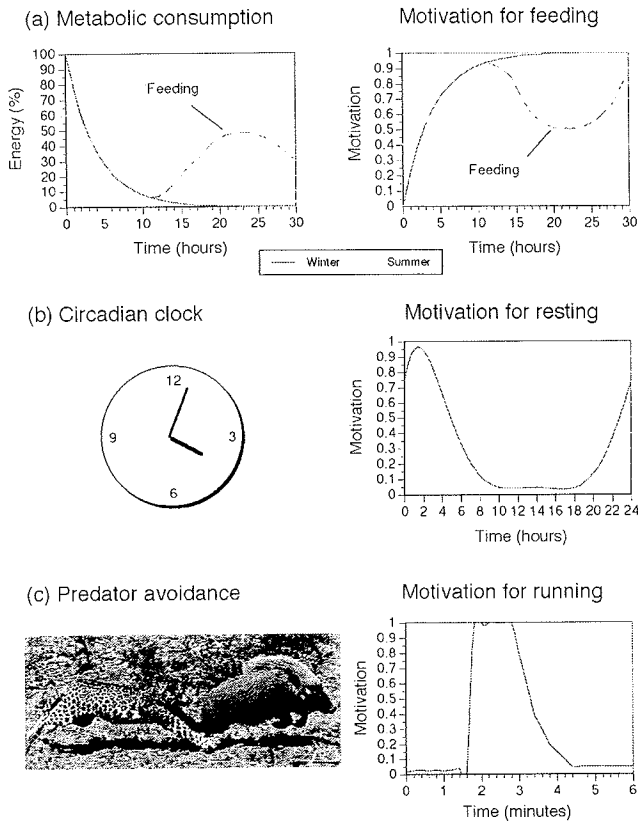 (a) Metabolic consumption
Motivation for feeding
Energy (%)
100
90
80
70
60
50
40
30
20
10
0
Feeding
0 5 10 15 20 25 30
Time (hours)
Motivation
1
0.9
0.8
0.7
0.6
0.5
0.4
0.3
0.2
0.1
Feeding
0 5 10 15 20 25 30
Time (hours)
Winter Summer
(b) Circadian clock
Motivation for resting
12
9 3
6
Motivation
1
0.9
0.8
0.7
0.6
0.5
0.4
0.3
0.2
0.1
0
0 2 4 6 8 10 12 14 16 18 20 22 24
Time (hours)
(c) Predator avoidance
Motivation for running
Motivation
1
0.9
0.8
0.7
0.6
0.5
0.4
0.3
0.2
0.1
0
0 1 2 3 4 5 6
Time (minutes)